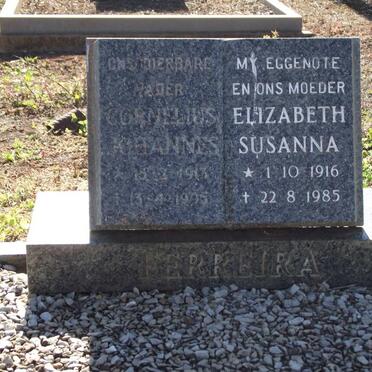 ONS DIERBARE
VADER
CORNELIUS
JOHANNES
MY EGGENOTE
EN ONS MOEDER
ELIZABETH
SUSANNA
★ 1.10 1916
✝ 22 8 1985
FERREIRA